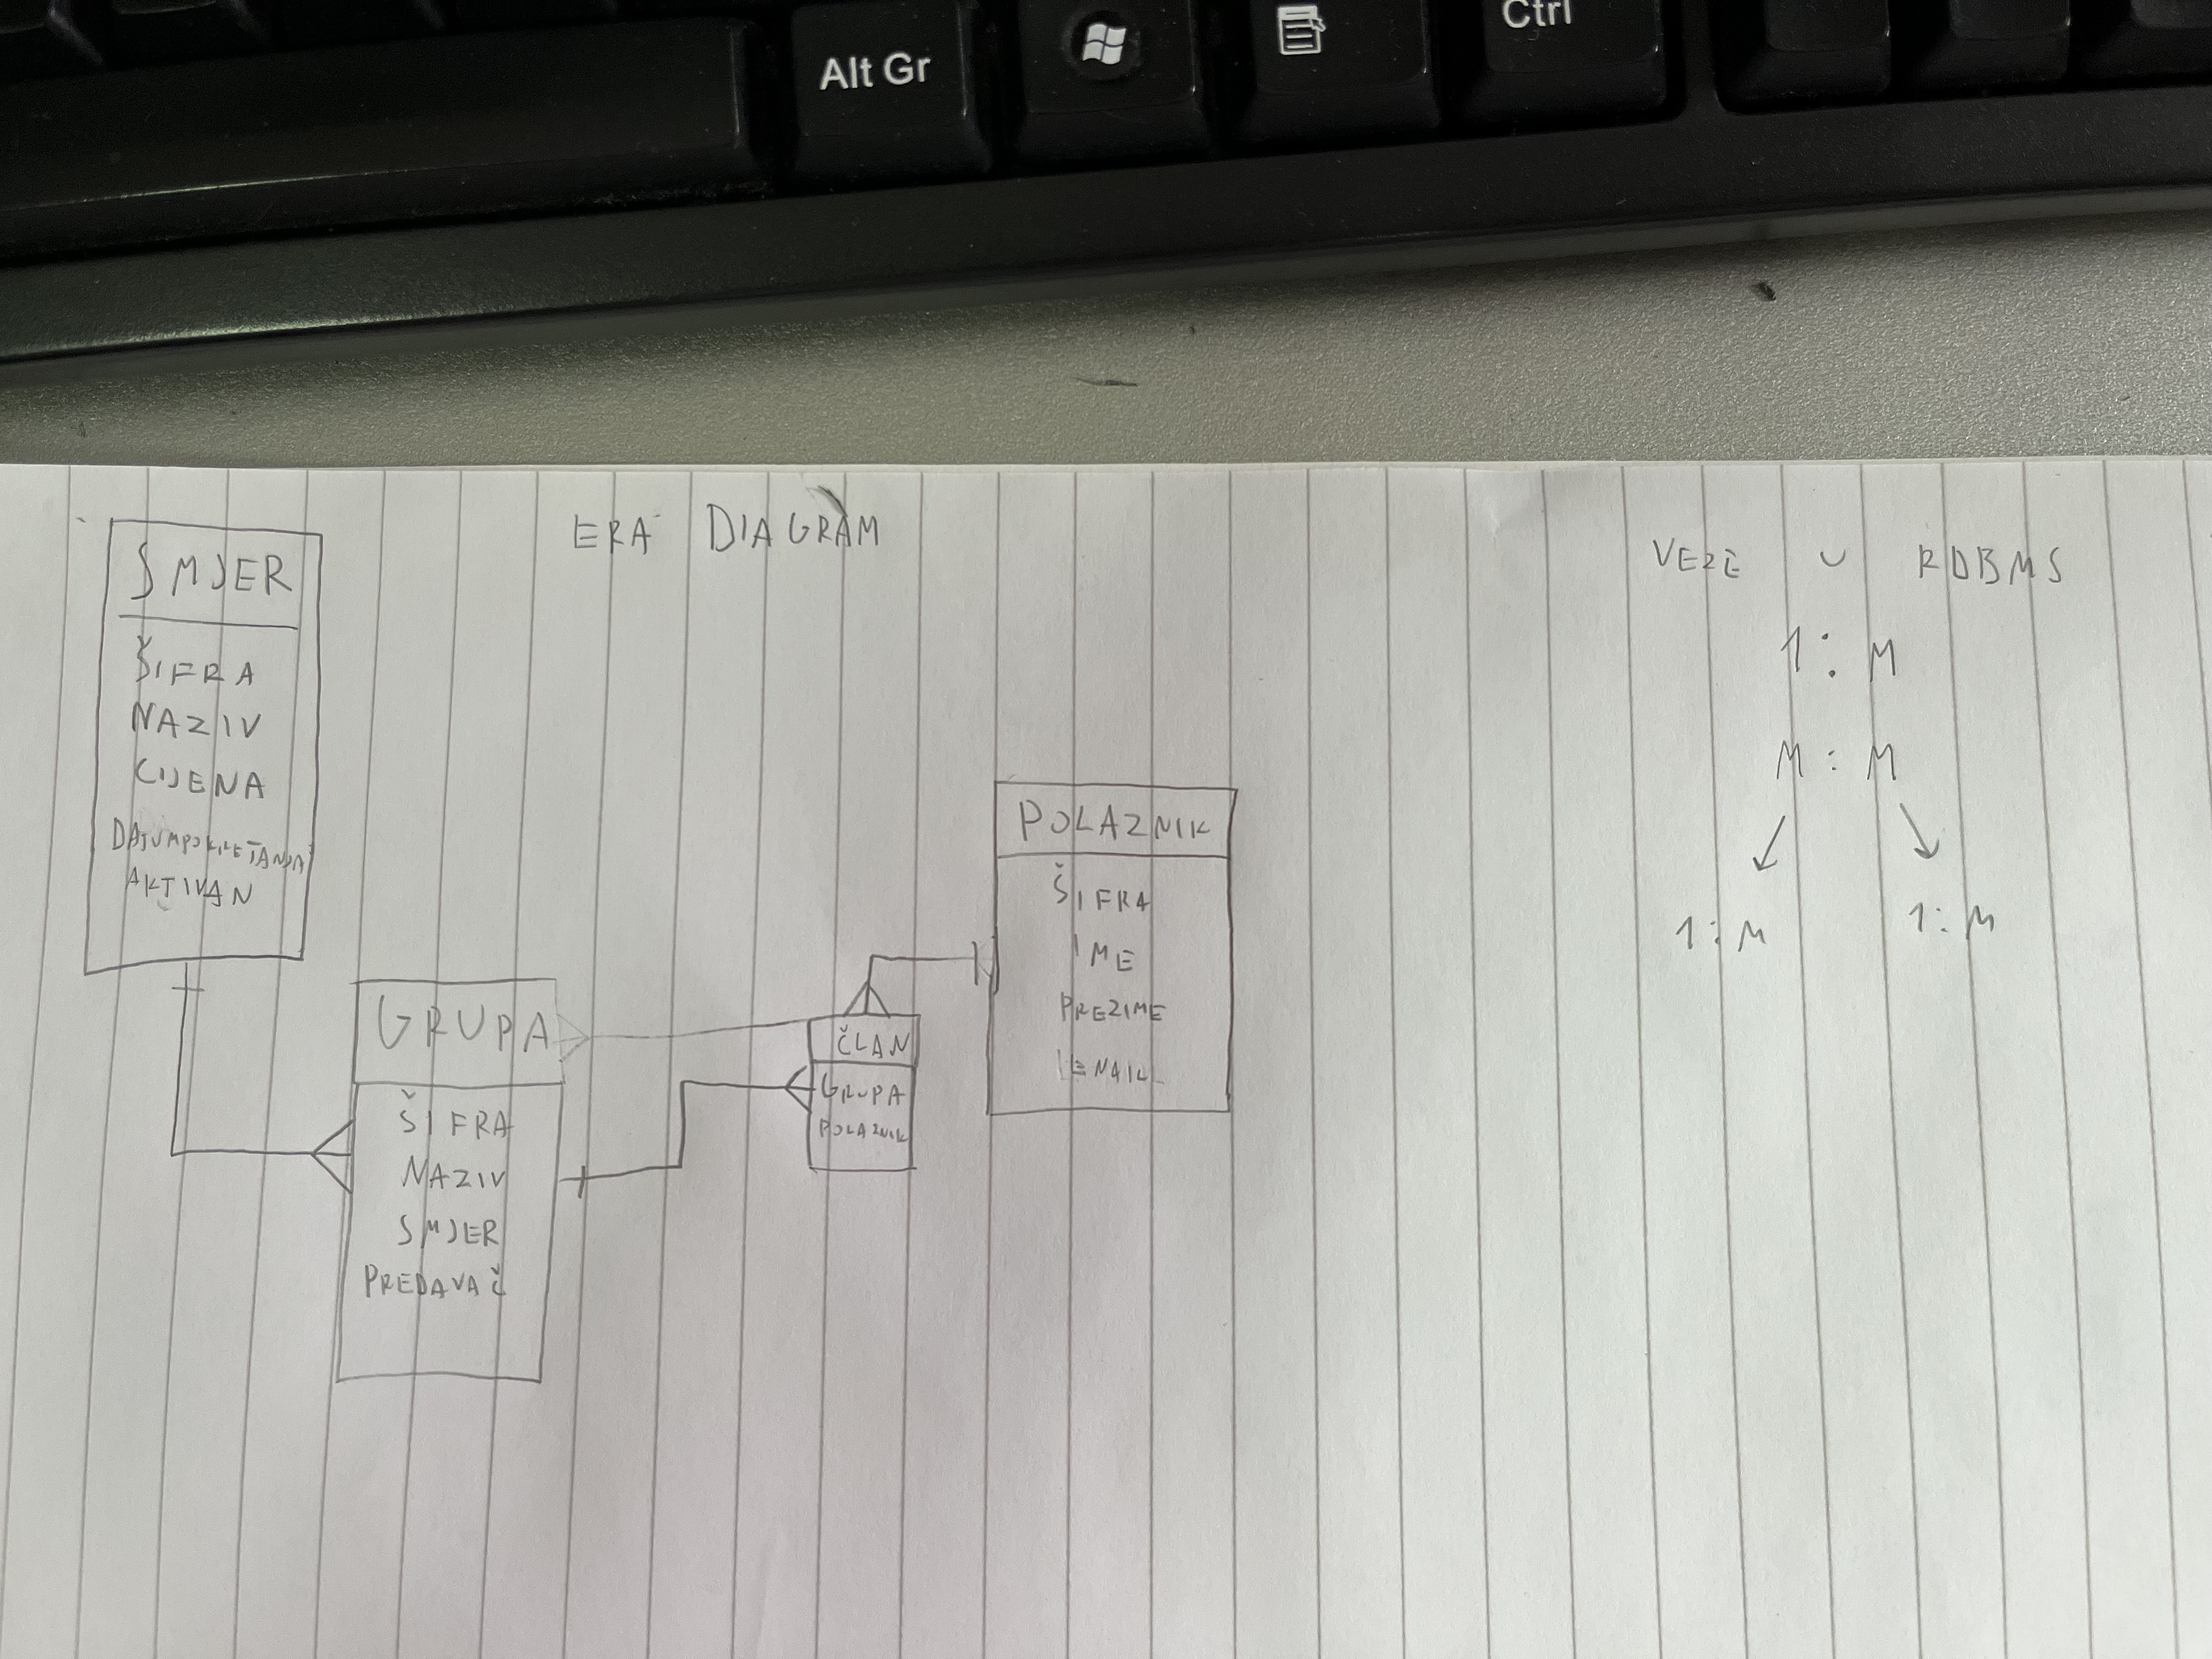 Alt Gr
Ctrl
ERA DIAGRAM
SMJER
ŠIFRA
NAZIV
CIJENA
DATUMPOKRETANJA
AKTIVAN
GRUPA
ŠIFRA
NAZIV
SMJER
PREDAVAČ
ČLAN
GRUPA
POLAZNIK
POLAZNIK
ŠIFRA
IME
PREZIME
EMAIL
VEZE U RDBMS
1:M
M:M
1:M 1:M